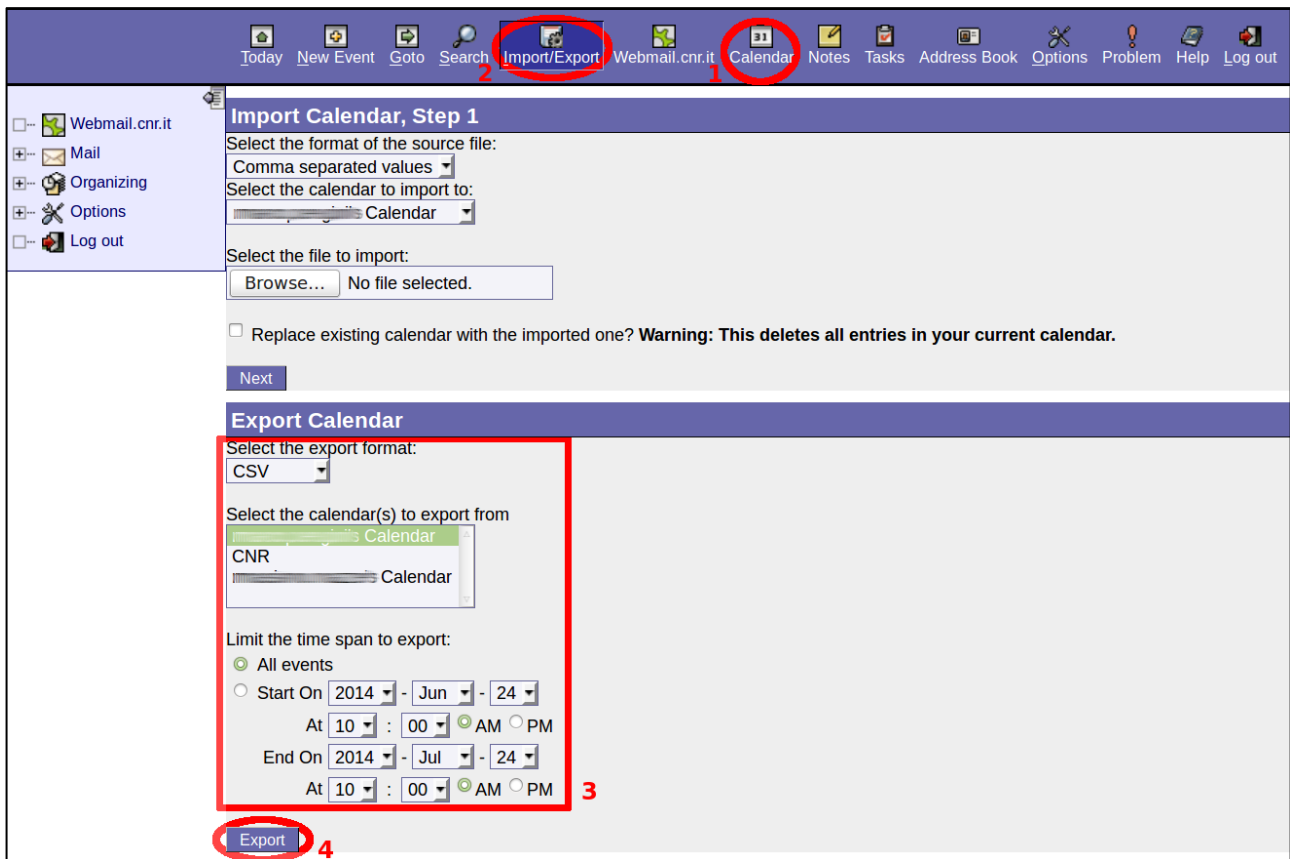 Today New Event Goto Search Import/Export Webmail.cnr.it Calendar Notes Tasks Address Book Options Problem Help Log out
2 1
31
Webmail.cnr.it
Mail
Organizing
Options
Log out
Import Calendar, Step 1
Select the format of the source file:
Comma separated values
Select the calendar to import to:
Calendar
Select the file to import:
Browse... No file selected.
Replace existing calendar with the imported one? Warning: This deletes all entries in your current calendar.
Next
Export Calendar
Select the export format:
CSV
Select the calendar(s) to export from
Calendar
CNR
Calendar
Limit the time span to export:
All events
Start On 2014 - Jun - 24
At 10 : 00 AM PM
End On 2014 - Jul - 24
At 10 : 00 AM PM 3
Export 4